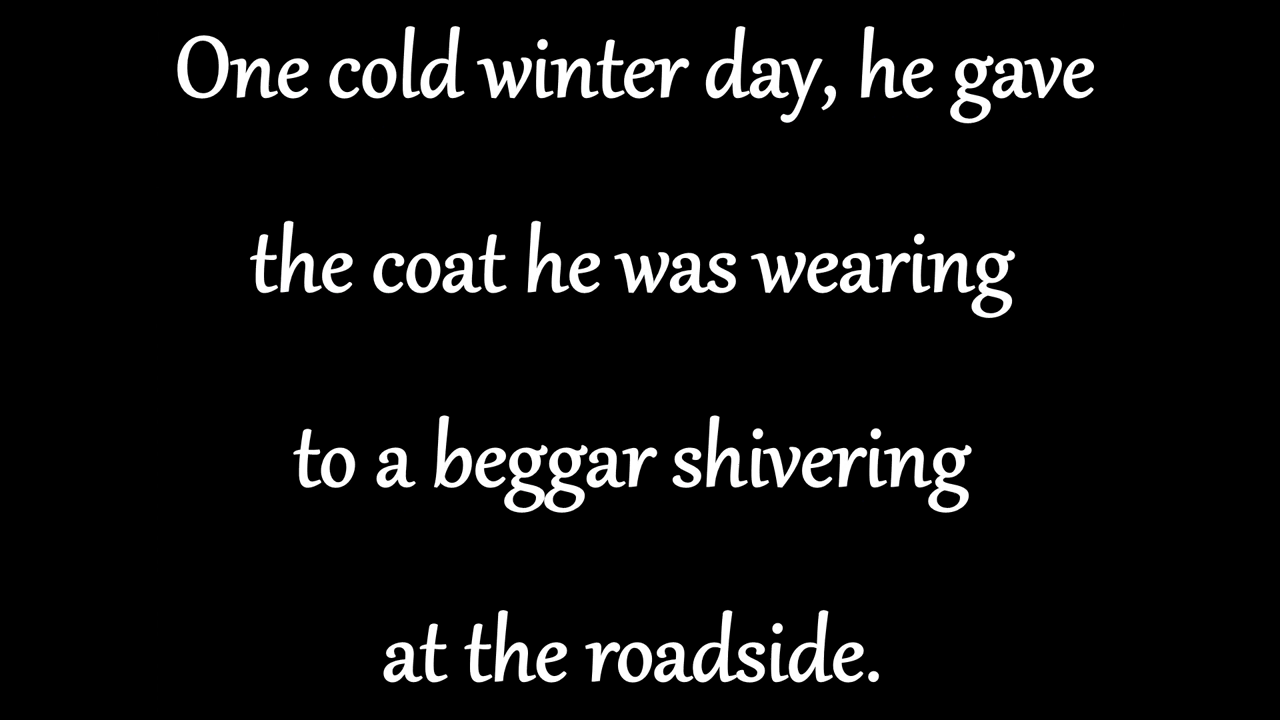 One cold winter day, he gave
the coat he was wearing
to a beggar shivering
at the roadside.